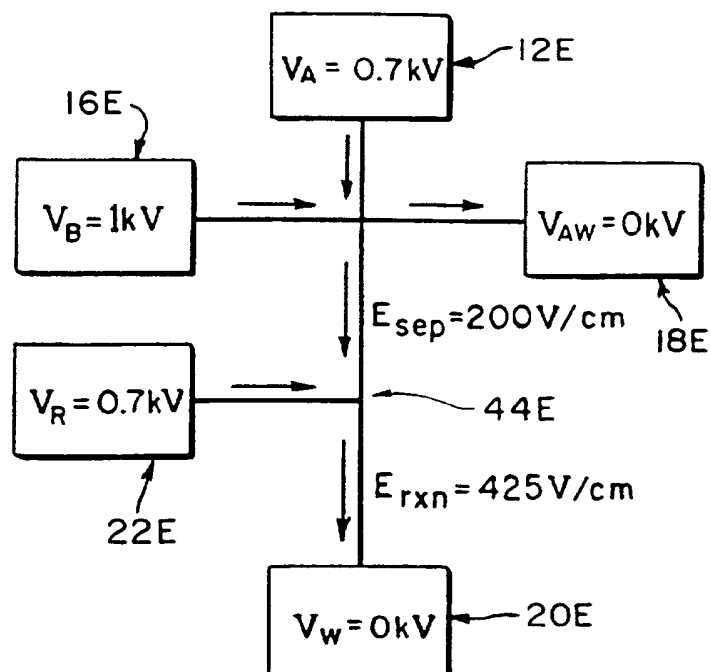 V_A = 0.7kV
12E
16E
V_B = 1kV
V_AW = 0kV
18E
E_sep = 200V/cm
V_R = 0.7kV
44E
22E
E_rxn = 425V/cm
V_W = 0kV
20E